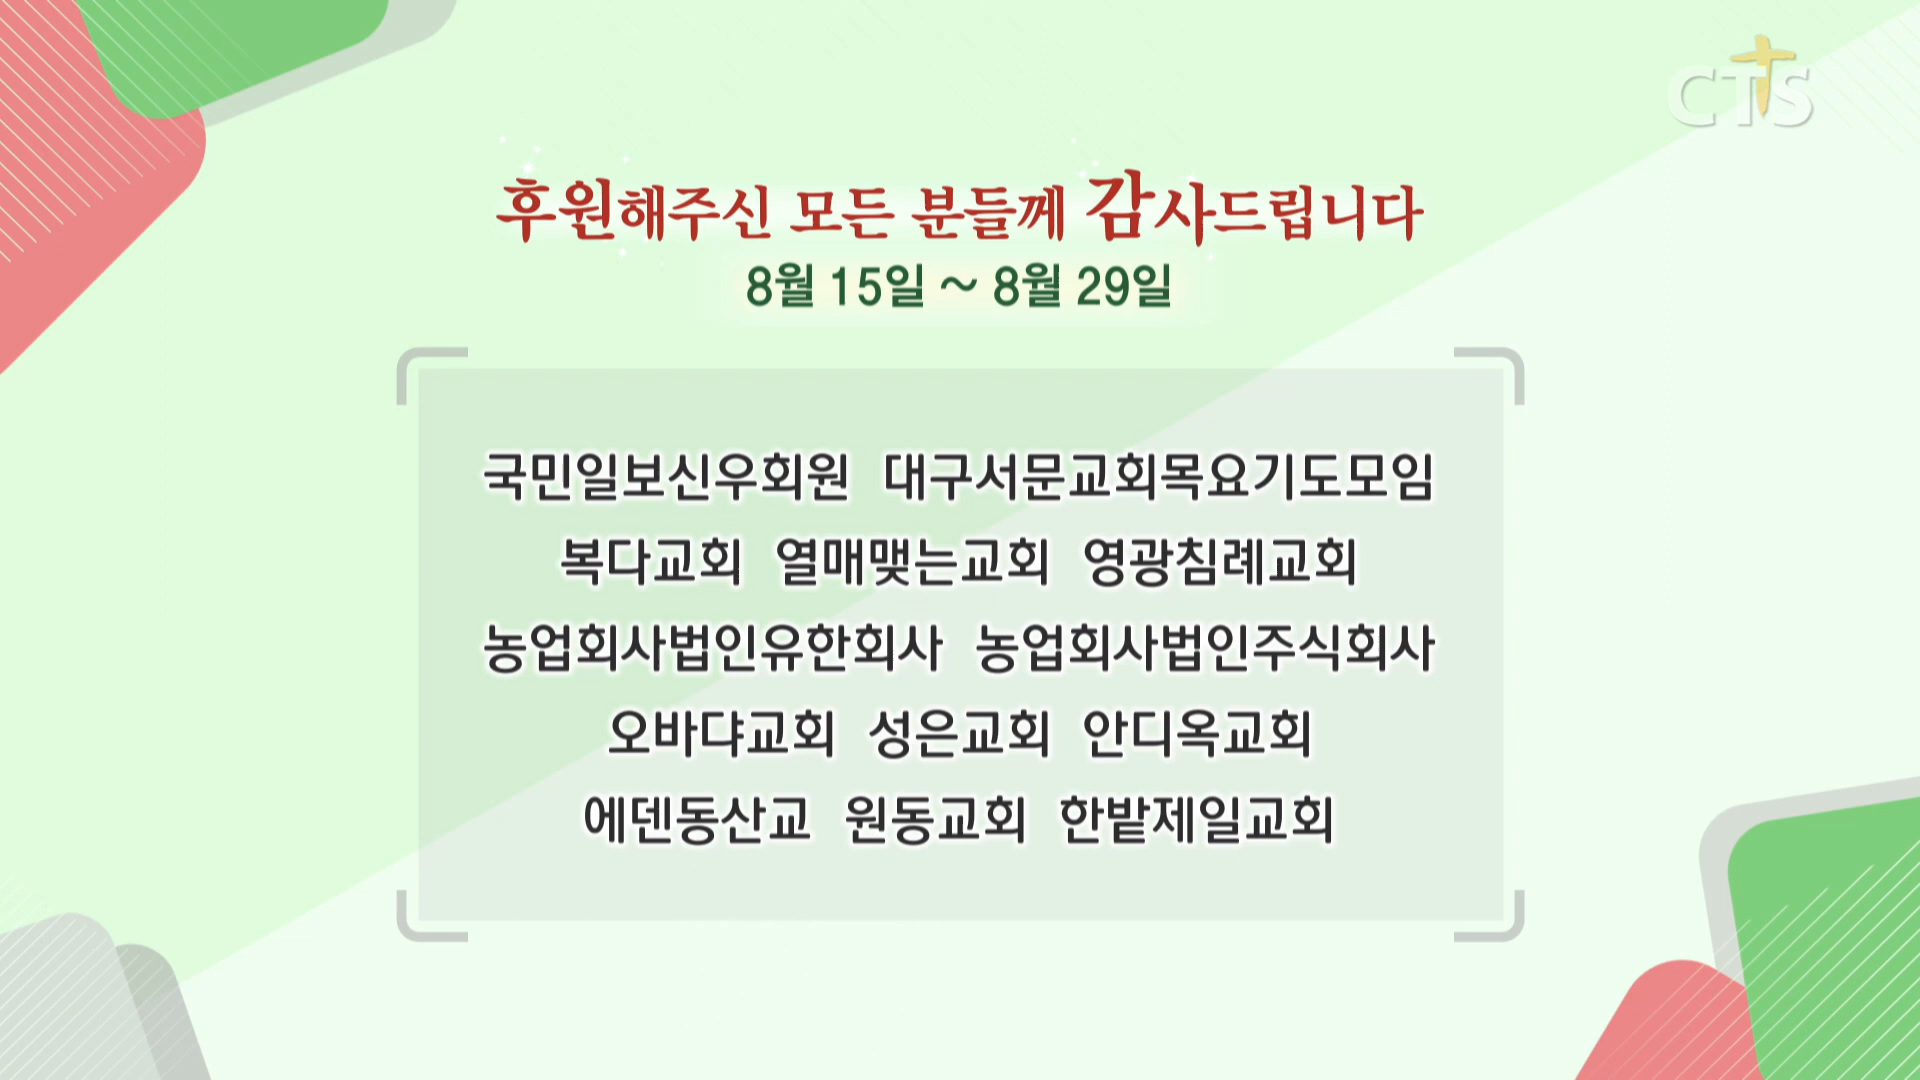 CTS
후원해주신 모든 분들께 감사드립니다
8월 15일 ~ 8월 29일
국민일보신우회원 대구서문교회목요기도모임
복다교회 열매맺는교회 영광침례교회
농업회사법인유한회사 농업회사법인주식회사
오바댜교회 성은교회 안디옥교회
에덴동산교 원동교회 한밭제일교회